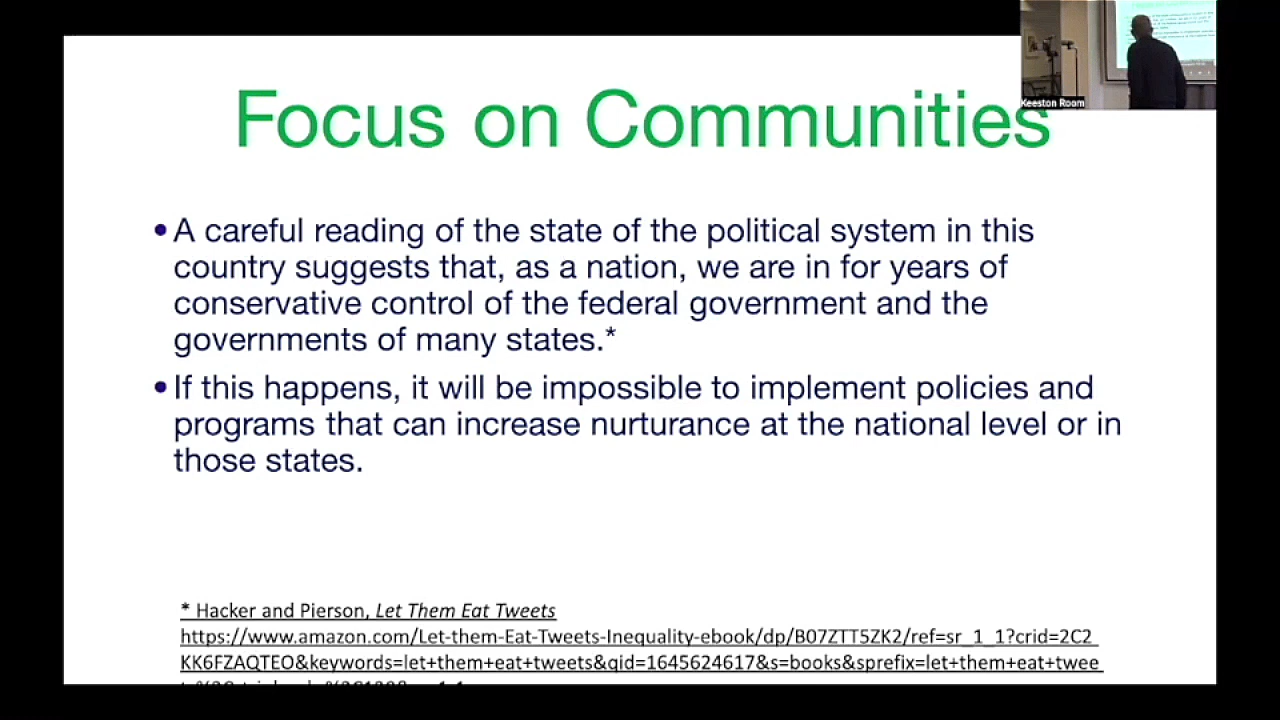 Focus on Communities
Keeston Room
• A careful reading of the state of the political system in this
country suggests that, as a nation, we are in for years of
conservative control of the federal government and the
governments of many states.*
• If this happens, it will be impossible to implement policies and
programs that can increase nurturance at the national level or in
those states.
* Hacker and Pierson, Let Them Eat Tweets
https://www.amazon.com/Let-them-Eat-Tweets-Inequality-ebook/dp/B07ZTT5ZK2/ref=sr_1_1?crid=2C2
KK6FZAQTEO&keywords=let+them+eat+tweets&qid=1645624617&s=books&sprefix=let+them+eat+twee